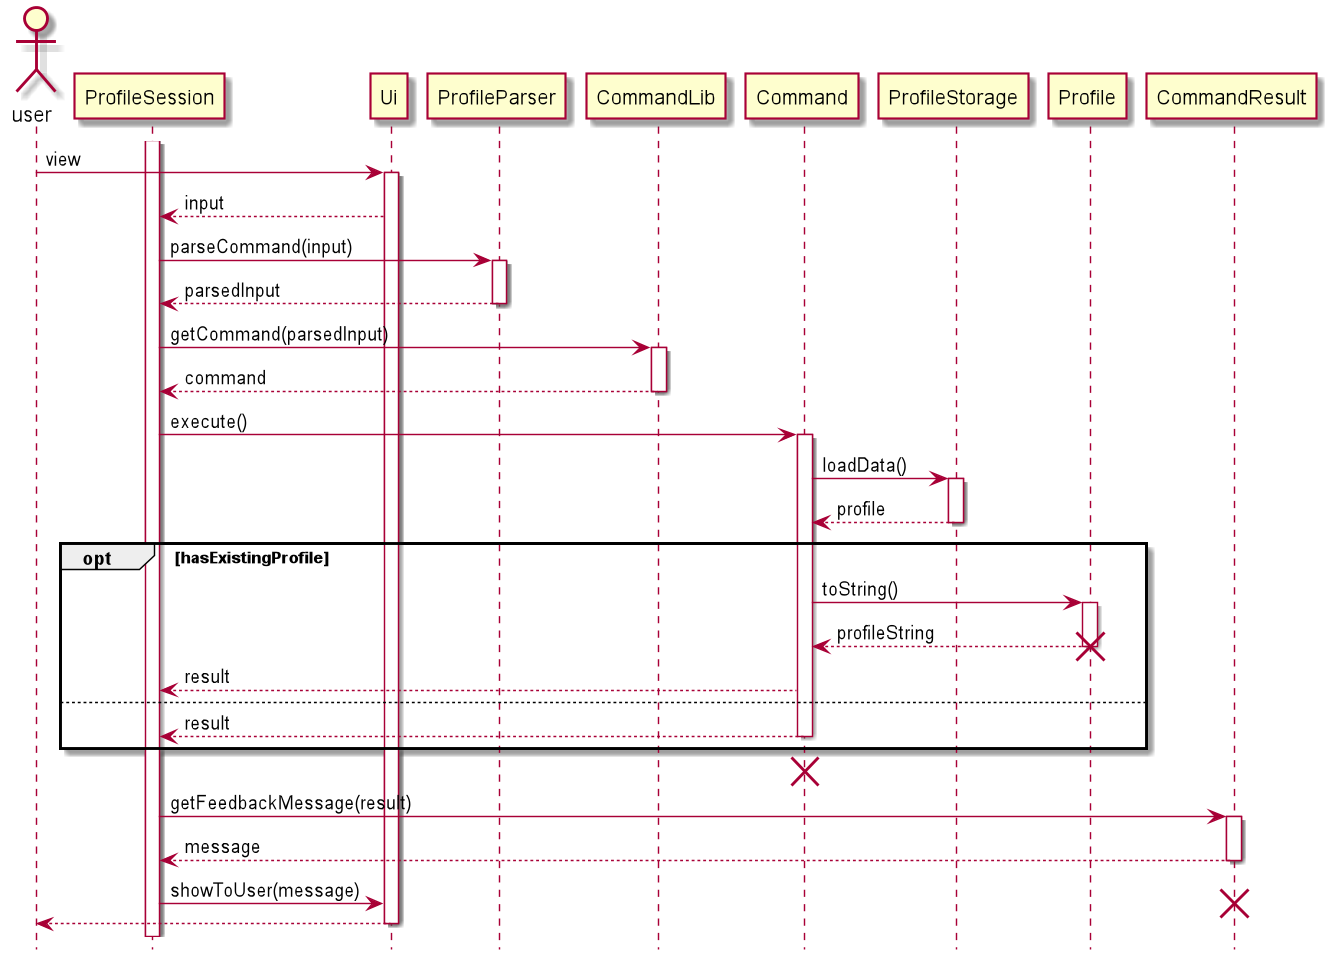 user
ProfileSession
Ui
ProfileParser
CommandLib
Command
ProfileStorage
Profile
CommandResult
view
input
parseCommand(input)
parsedInput
getCommand(parsedInput)
command
execute()
loadData()
profile
opt
[hasExistingProfile]
toString()
profileString
result
result
getFeedbackMessage(result)
message
showToUser(message)